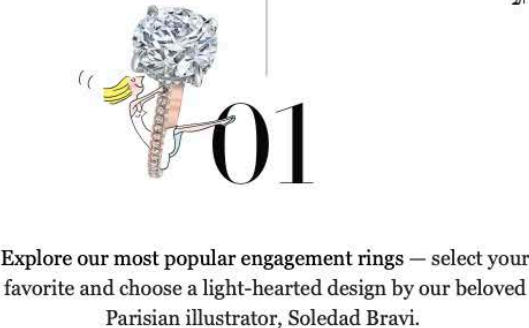 01
Explore our most popular engagement rings — select your
favorite and choose a light-hearted design by our beloved
Parisian illustrator, Soledad Bravi.